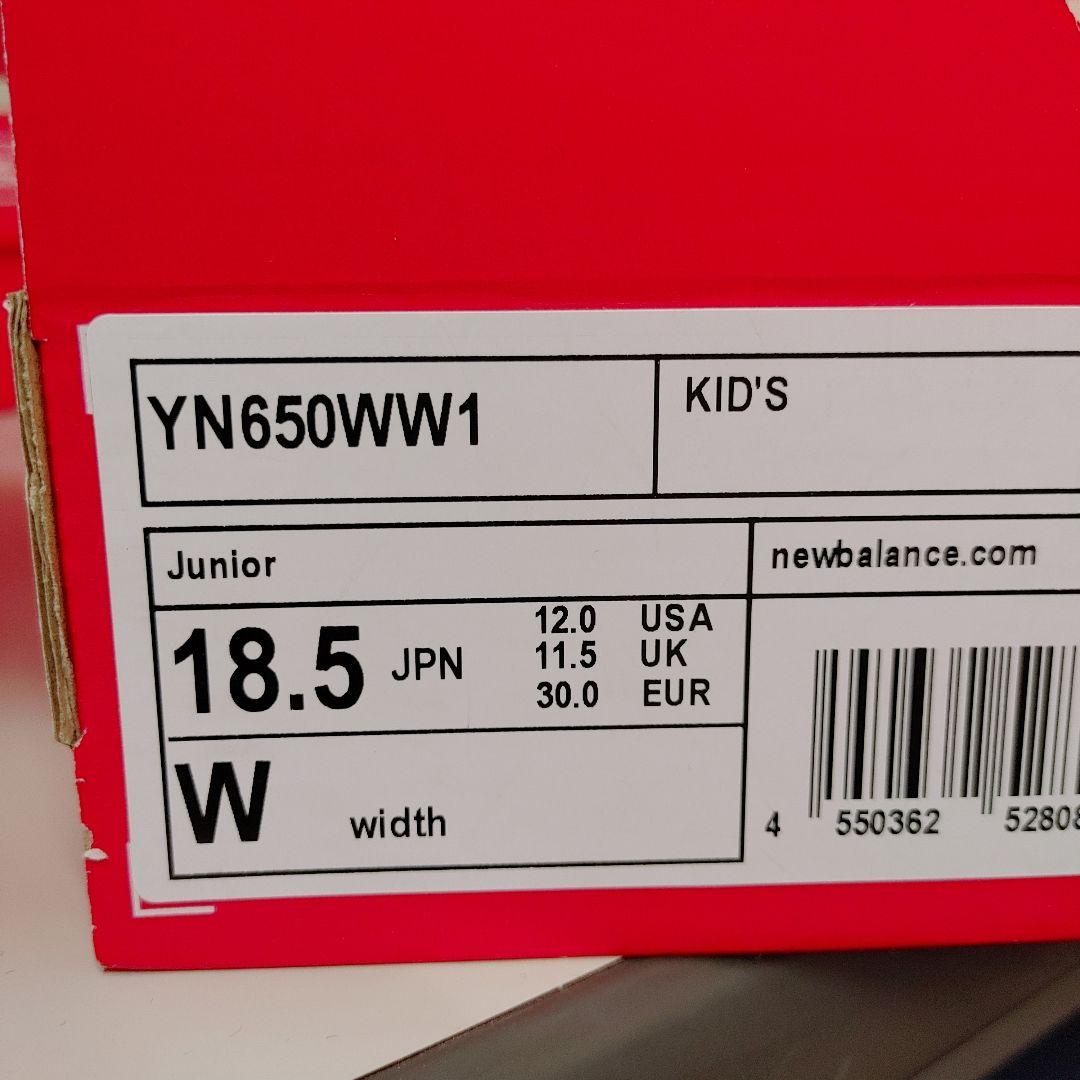 YN650WW1
KID'S
Junior
newbalance.com
18.5 JPN
12.0 USA
11.5 UK
30.0 EUR
W width
4 550362 52808